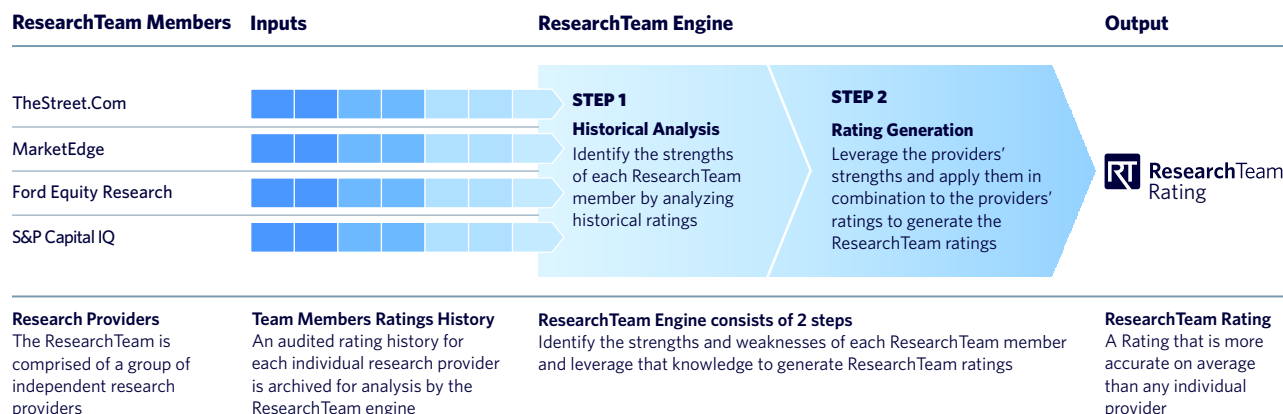 ResearchTeam Members
Inputs
ResearchTeam Engine
Output
TheStreet.Com
MarketEdge
Ford Equity Research
S&P Capital IQ
STEP 1
Historical Analysis
Identify the strengths
of each ResearchTeam
member by analyzing
historical ratings
STEP 2
Rating Generation
Leverage the providers'
strengths and apply them in
combination to the providers'
ratings to generate the
ResearchTeam ratings
RT ResearchTeam
Rating
Research Providers
The ResearchTeam is
comprised of a group of
independent research
providers
Team Members Ratings History
An audited rating history for
each individual research provider
is archived for analysis by the
ResearchTeam engine
ResearchTeam Engine consists of 2 steps
Identify the strengths and weaknesses of each ResearchTeam member
and leverage that knowledge to generate ResearchTeam ratings
ResearchTeam Rating
A Rating that is more
accurate on average
than any individual
provider